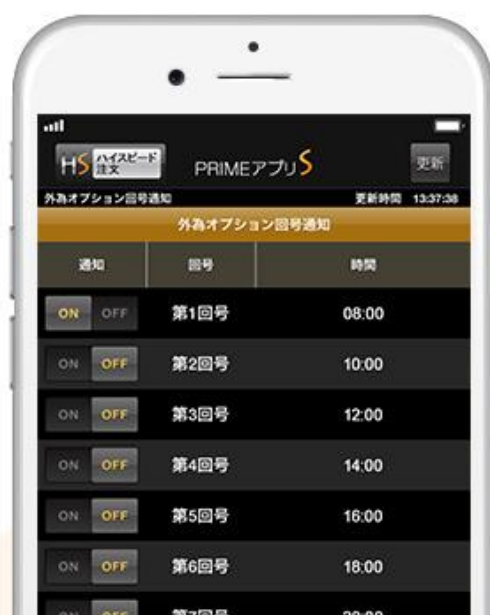 HS ハイスピード注文 PRIMEアプリS 更新
外為オプション回号通知 更新時間 13:37:38
外為オプション回号通知
通知 回号 時間
ON OFF 第1回号 08:00
ON OFF 第2回号 10:00
ON OFF 第3回号 12:00
ON OFF 第4回号 14:00
ON OFF 第5回号 16:00
ON OFF 第6回号 18:00